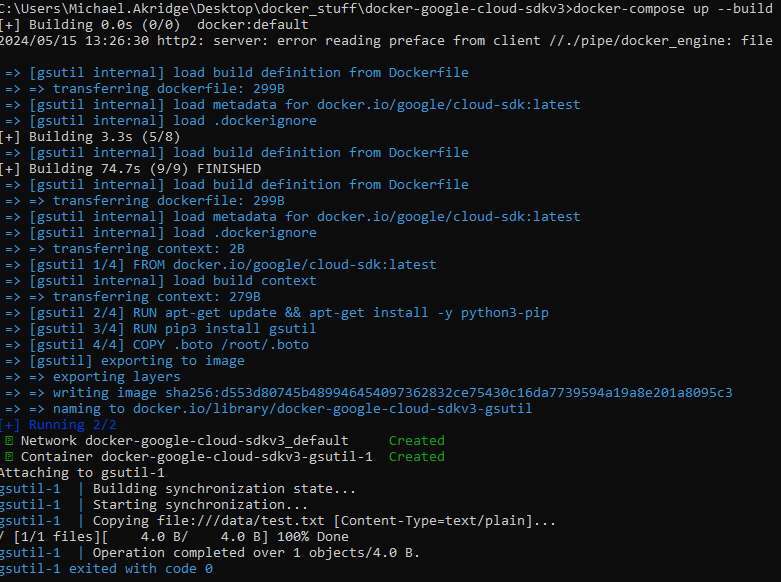 C:\Users\Michael.Akridge\Desktop\docker_stuff\docker-google-cloud-sdkv3>docker-compose up --build
[+] Building 0.0s (0/0)  docker:default
2024/05/15 13:26:30 http2: server: error reading preface from client //./pipe/docker_engine: file
=> [gsutil internal] load build definition from Dockerfile
=> => transferring dockerfile: 299B
=> [gsutil internal] load metadata for docker.io/google/cloud-sdk:latest
=> [gsutil internal] load .dockerignore
[+] Building 3.3s (5/8)
=> [gsutil internal] load build definition from Dockerfile
[+] Building 74.7s (9/9) FINISHED
=> [gsutil internal] load build definition from Dockerfile
=> => transferring dockerfile: 299B
=> [gsutil internal] load metadata for docker.io/google/cloud-sdk:latest
=> [gsutil internal] load .dockerignore
=> => transferring context: 2B
=> [gsutil 1/4] FROM docker.io/google/cloud-sdk:latest
=> [gsutil internal] load build context
=> => transferring context: 279B
=> [gsutil 2/4] RUN apt-get update && apt-get install -y python3-pip
=> [gsutil 3/4] RUN pip3 install gsutil
=> [gsutil 4/4] COPY .boto /root/.boto
=> [gsutil] exporting to image
=> => exporting layers
=> => writing image sha256:d553d80745b489946454097362832ce75430c16da7739594a19a8e201a8095c3
=> => naming to docker.io/library/docker-google-cloud-sdkv3-gsutil
[+] Running 2/2
Network docker-google-cloud-sdkv3_default     Created
Container docker-google-cloud-sdkv3-gsutil-1  Created
Attaching to gsutil-1
gsutil-1  | Building synchronization state...
gsutil-1  | Starting synchronization...
gsutil-1  | Copying file:///data/test.txt [Content-Type=text/plain]...
/ [1/1 files][    4.0 B/    4.0 B] 100% Done
gsutil-1  | Operation completed over 1 objects/4.0 B.
gsutil-1 exited with code 0